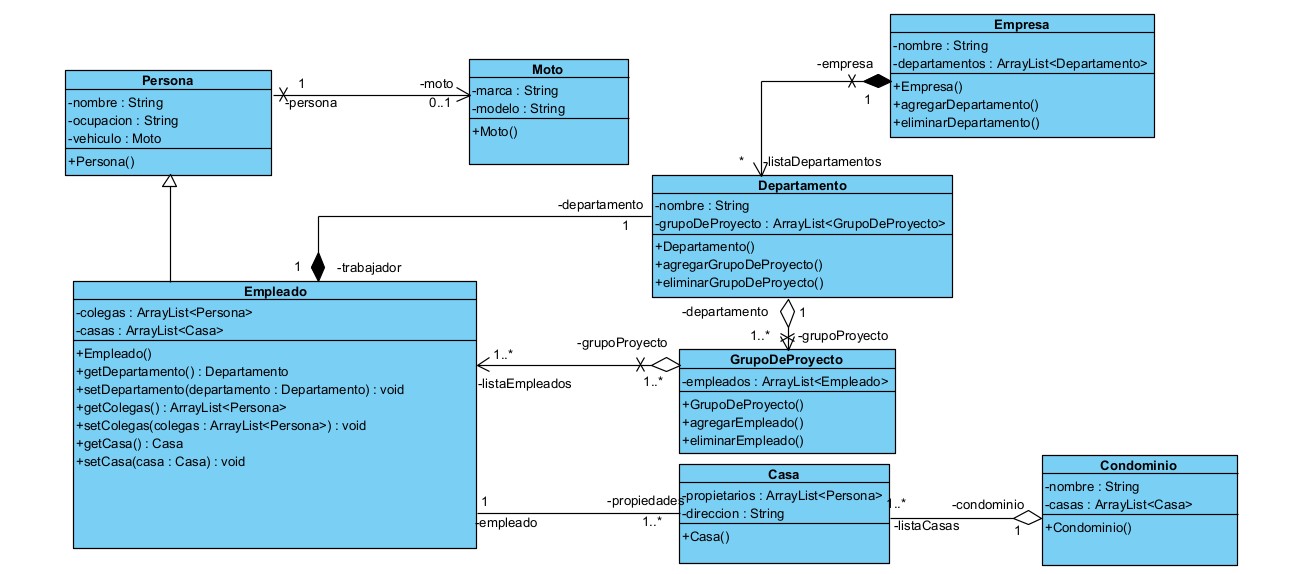 Empresa
-nombre : String
-departamentos : ArrayList<Departamento>
+Empresa()
+agregarDepartamento()
+eliminarDepartamento()
-empresa
1
*
-listaDepartamentos
Persona
-nombre : String
-ocupacion : String
-vehiculo : Moto
+Persona()
1
-persona
-moto
0..1
Moto
-marca : String
-modelo : String
+Moto()
Departamento
-nombre : String
-grupoDeProyecto : ArrayList<GrupoDeProyecto>
+Departamento()
+agregarGrupoDeProyecto()
+eliminarGrupoDeProyecto()
-departamento
1
1
-trabajador
Empleado
-colegas : ArrayList<Persona>
-casas : ArrayList<Casa>
+Empleado()
+getDepartamento() : Departamento
+setDepartamento(departamento : Departamento) : void
+getColegas() : ArrayList<Persona>
+setColegas(colegas : ArrayList<Persona>) : void
+getCasa() : Casa
+setCasa(casa : Casa) : void
-departamento
1
1..*
-grupoProyecto
-grupoProyecto
1..*
1..*
-listaEmpleados
GrupoDeProyecto
-empleados : ArrayList<Empleado>
+GrupoDeProyecto()
+agregarEmpleado()
+eliminarEmpleado()
1
-empleado
-propiedades
1..*
Casa
-propietarios : ArrayList<Persona>
-direccion : String
+Casa()
1..*
-listaCasas
-condominio
1
Condominio
-nombre : String
-casas : ArrayList<Casa>
+Condominio()